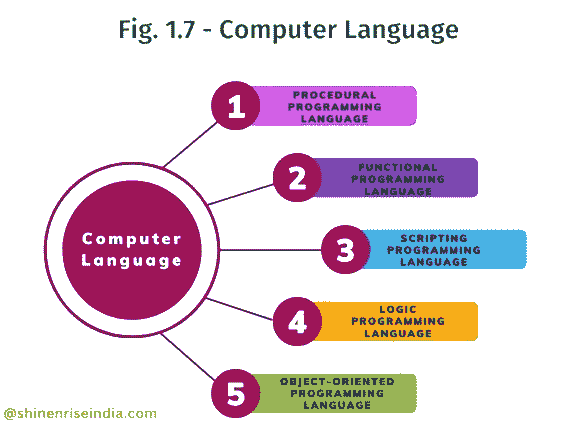 Fig. 1.7 - Computer Language
Computer
Language
1
PROCEDURAL
PROGRAMMING
LANGUAGE
2
FUNCTIONAL
PROGRAMMING
LANGUAGE
3
SCRIPTING
PROGRAMMING
LANGUAGE
4
LOGIC
PROGRAMMING
LANGUAGE
5
OBJECT-ORIENTED
PROGRAMMING
LANGUAGE
@shinenriseindia.com